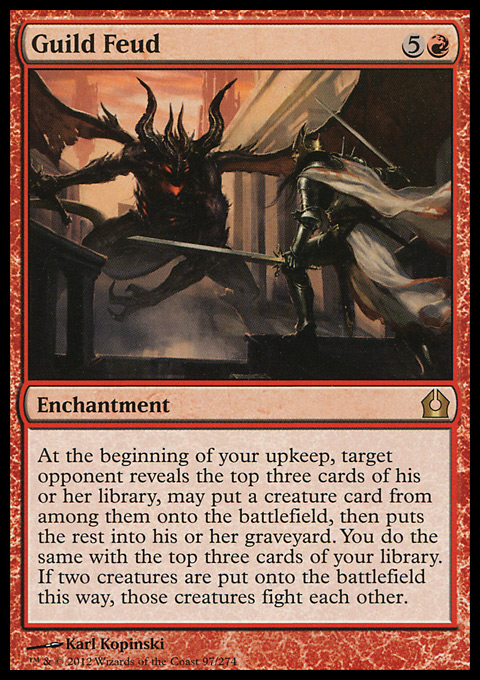 Guild Feud 5
Enchantment
At the beginning of your upkeep, target
opponent reveals the top three cards of his
or her library, may put a creature card from
among them onto the battlefield, then puts
the rest into his or her graveyard. You do the
same with the top three cards of your library.
If two creatures are put onto the battlefield
this way, those creatures fight each other.
Karl Kopinski
™ & © 2012 Wizards of the Coast 97/274